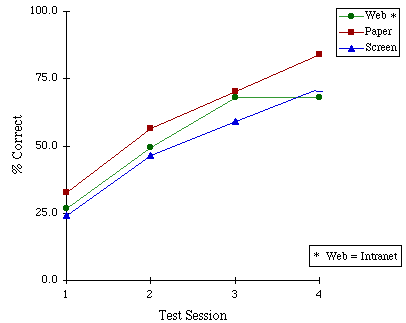 100.0
75.0
50.0
25.0
0.0
% Correct
1 2 3 4
Test Session
Web *
Paper
Screen
* Web = Intranet